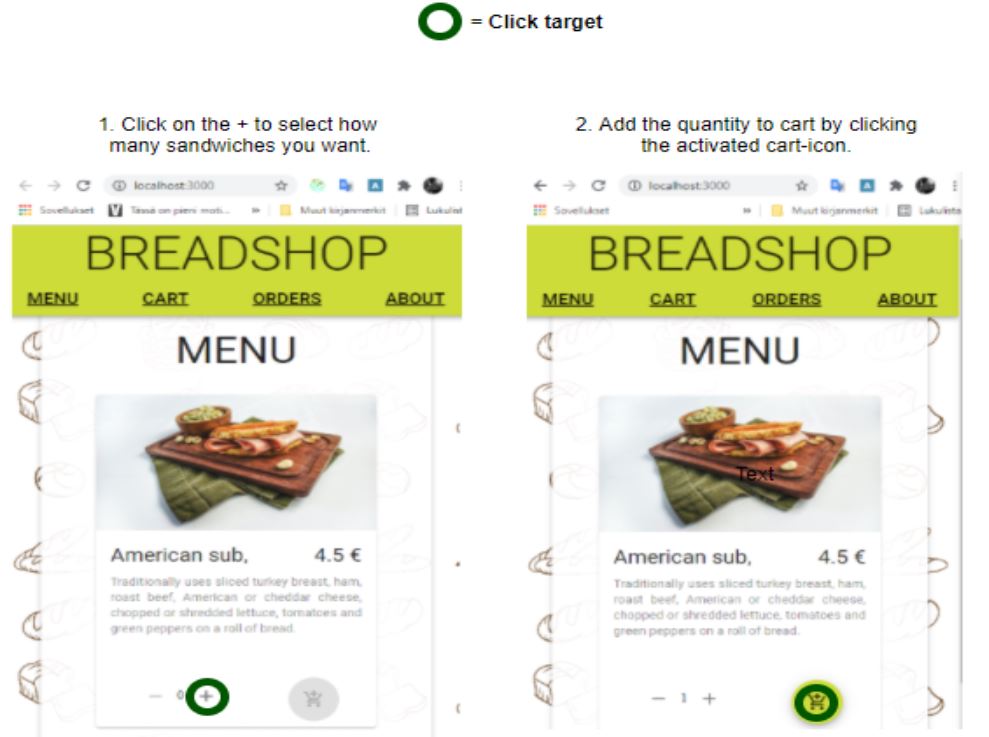 = Click target
1. Click on the + to select how
many sandwiches you want.
localhost:3000
Sovellukset Tässä on pieni moti... » Muut kirjanmerkit Lukulist
BREADSHOP
MENU CART ORDERS ABOUT
MENU
American sub, 4.5 €
Traditionally uses sliced turkey breast, ham,
roast beef, American or cheddar cheese,
chopped or shredded lettuce, tomatoes and
green peppers on a roll of bread.
− 0 +
2. Add the quantity to cart by clicking
the activated cart-icon.
localhost:3000
Sovellukset » Muut kirjanmerkit Lukulista
BREADSHOP
MENU CART ORDERS ABOUT
MENU
Text
American sub, 4.5 €
Traditionally uses sliced turkey breast, ham,
roast beef, American or cheddar cheese,
chopped or shredded lettuce, tomatoes and
green peppers on a roll of bread.
− 1 +